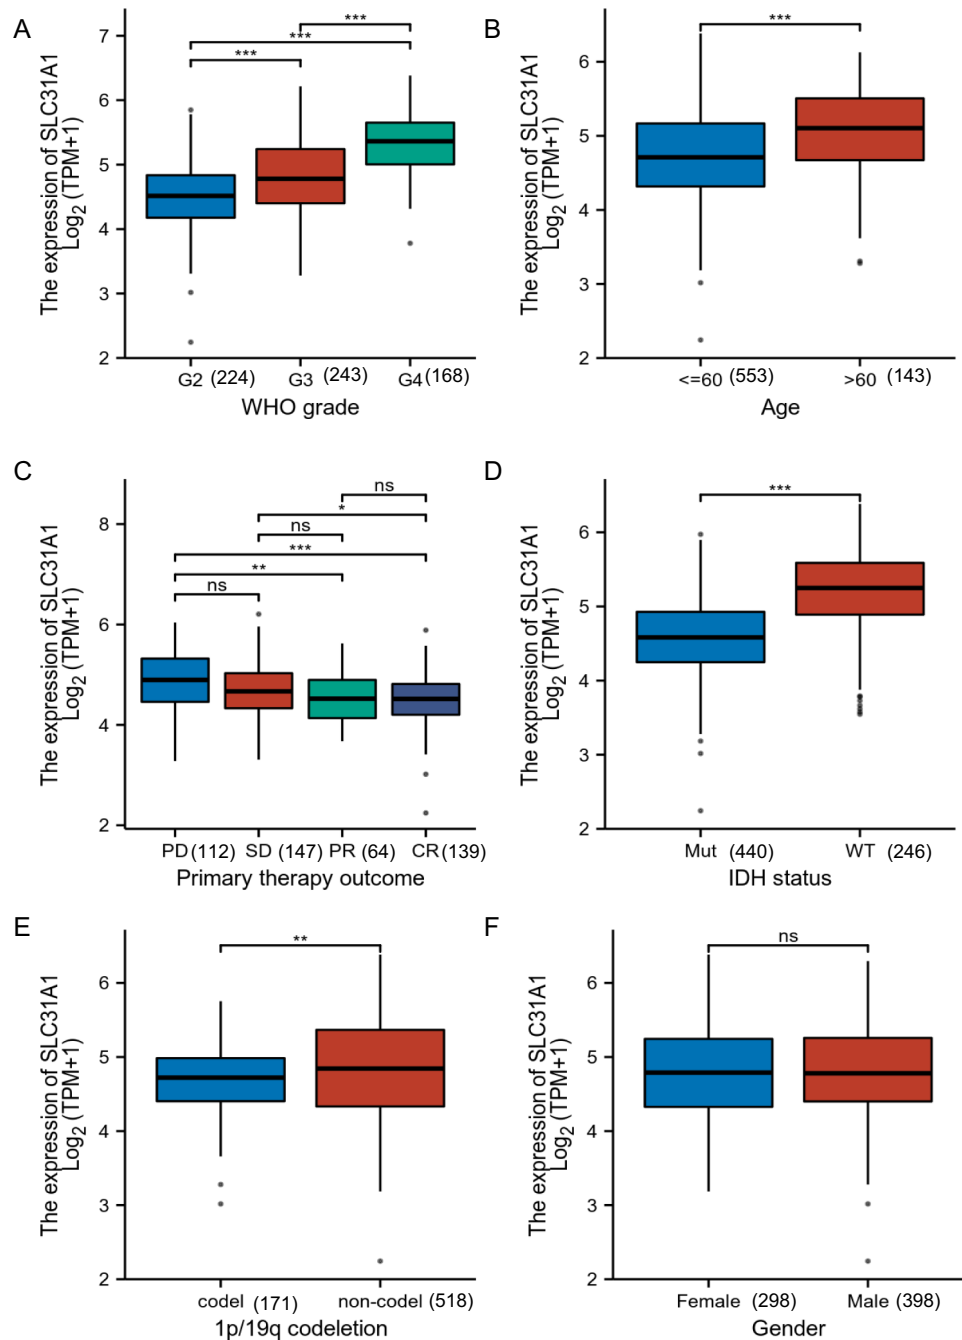 A
The expression of SLC31A1
Log2 (TPM+1)
7
6
5
4
3
2
***
***
***
G2 (224)
G3 (243)
G4 (168)
WHO grade
B
The expression of SLC31A1
Log2 (TPM+1)
6
5
4
3
2
***
<=60 (553)
>60 (143)
Age
C
The expression of SLC31A1
Log2 (TPM+1)
8
6
4
2
ns
*
ns
***
**
ns
PD (112)
SD (147)
PR (64)
CR (139)
Primary therapy outcome
D
The expression of SLC31A1
Log2 (TPM+1)
6
5
4
3
2
***
Mut (440)
WT (246)
IDH status
E
The expression of SLC31A1
Log2 (TPM+1)
6
5
4
3
2
**
codel (171)
non-codel (518)
1p/19q codeletion
F
The expression of SLC31A1
Log2 (TPM+1)
6
5
4
3
2
ns
Female (298)
Male (398)
Gender